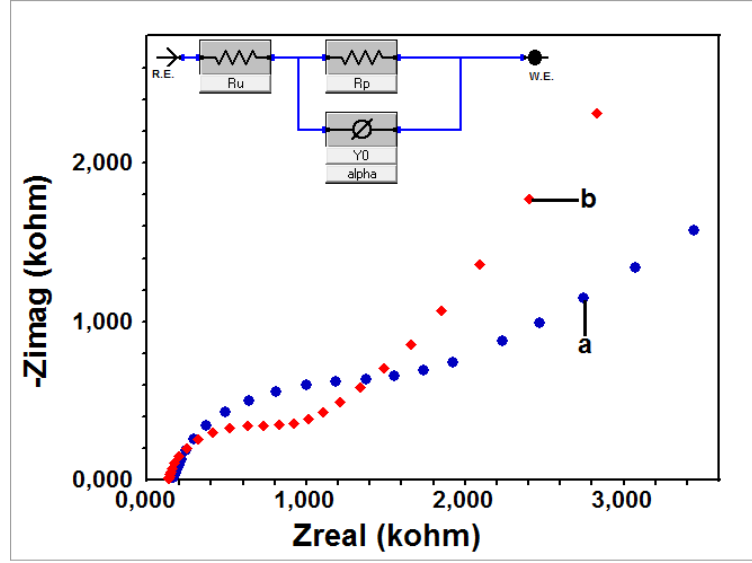 R.E.
Ru
Rp
W.E.
Y0
alpha
2,000
b
1,000
a
0,000
0,000
1,000
2,000
3,000
-Zimag (kohm)
Zreal (kohm)